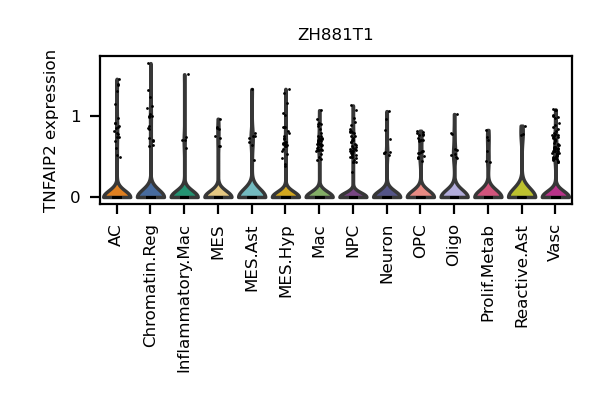 ZH881T1
TNFAIP2 expression
1
0
AC
Chromatin.Reg
Inflammatory.Mac
MES
MES.Ast
MES.Hyp
Mac
NPC
Neuron
OPC
Oligo
Prolif.Metab
Reactive.Ast
Vasc